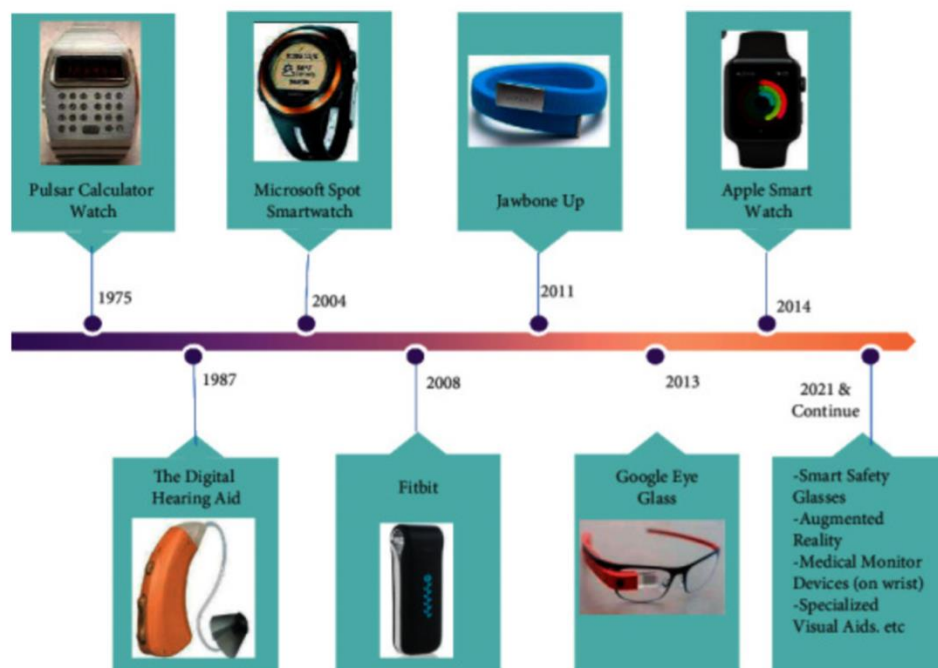 Pulsar Calculator
Watch
Microsoft Spot
Smartwatch
Jawbone Up
Apple Smart
Watch
1975
2004
2011
2014
1987
2008
2013
2021 &
Continue
The Digital
Hearing Aid
Fitbit
Google Eye
Glass
-Smart Safety
Glasses
-Augmented
Reality
-Medical Monitor
Devices (on wrist)
-Specialized
Visual Aids. etc